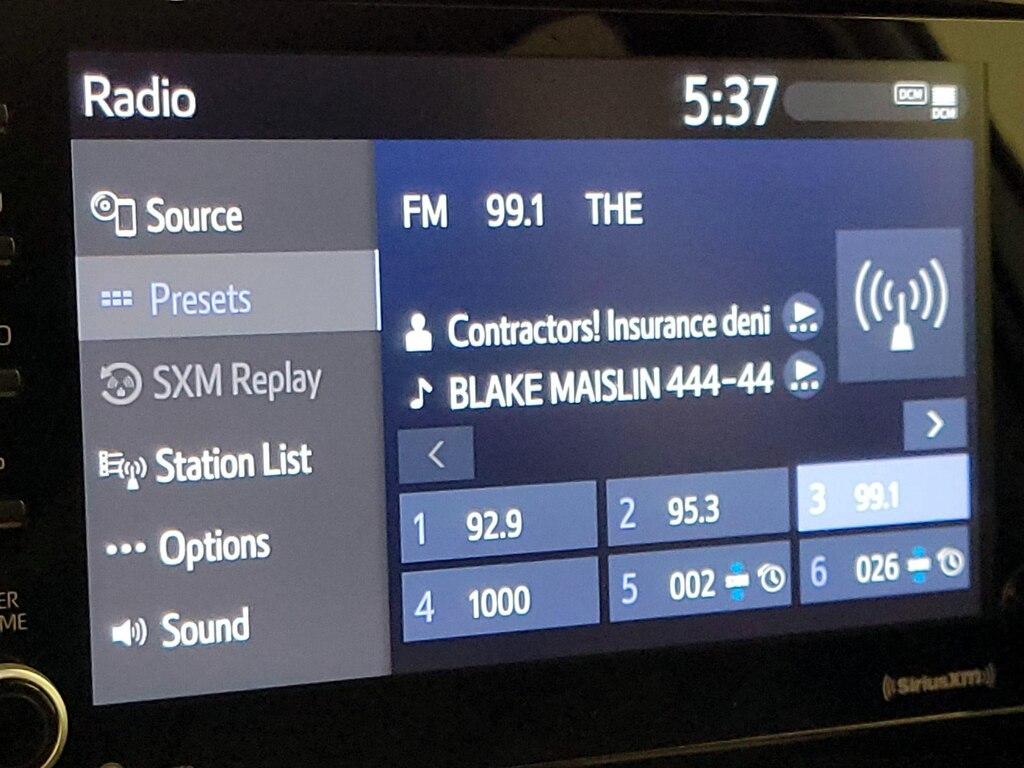 Radio
5:37
DCM
DCM
Source
Presets
SXM Replay
Station List
Options
Sound
FM 99.1 THE
Contractors! Insurance deni
BLAKE MAISLIN 444-44
1 92.9
2 95.3
3 99.1
4 1000
5 002
6 026
SiriusXM
ER
ME